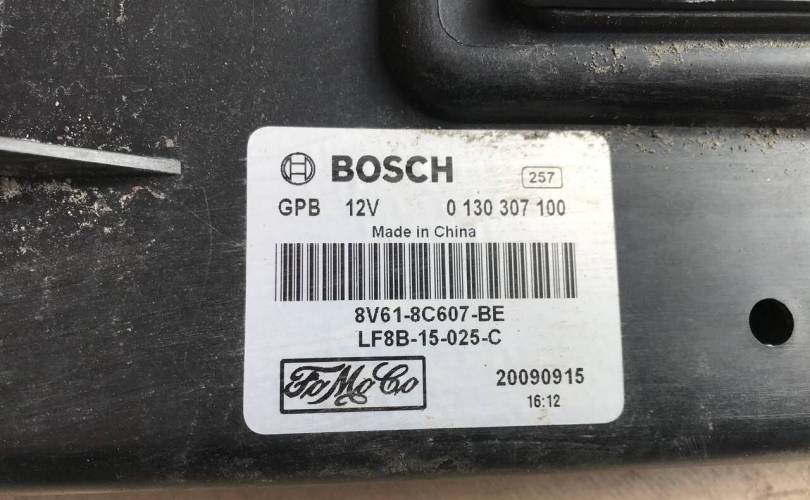 BOSCH 257
GPB 12V 0 130 307 100
Made in China
8V61-8C607-BE
LF8B-15-025-C
FoMoCo 20090915
16:12